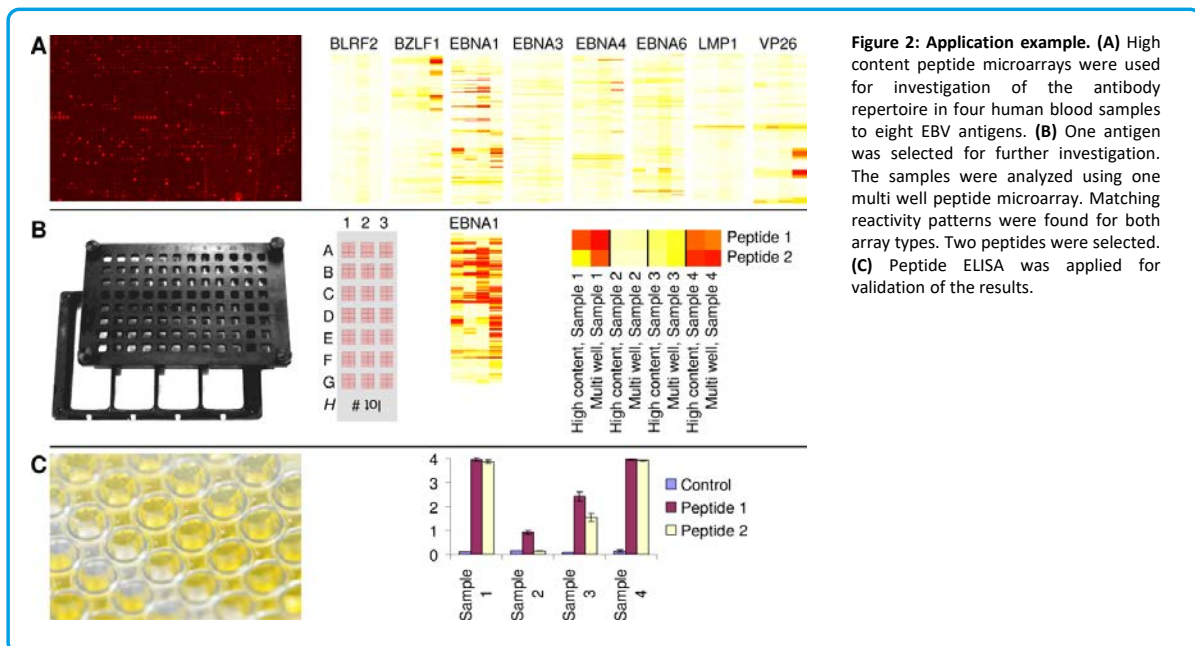 A
BLRF2 BZLF1 EBNA1 EBNA3 EBNA4 EBNA6 LMP1 VP26
B
1 2 3
A
B
C
D
E
F
G
H
lot #
EBNA1
Peptide 1
Peptide 2
High content, Sample 1
Multi well, Sample 1
High content, Sample 2
Multi well, Sample 2
High content, Sample 3
Multi well, Sample 3
High content, Sample 4
Multi well, Sample 4
C
4
3
2
1
0
Sample 1
Sample 2
Sample 3
Sample 4
Control
Peptide 1
Peptide 2
Figure 2: Application example. (A) High
content peptide microarrays were used
for investigation of the antibody
repertoire in four human blood samples
to eight EBV antigens. (B) One antigen
was selected for further investigation.
The samples were analyzed using one
multi well peptide microarray. Matching
reactivity patterns were found for both
array types. Two peptides were selected.
(C) Peptide ELISA was applied for
validation of the results.